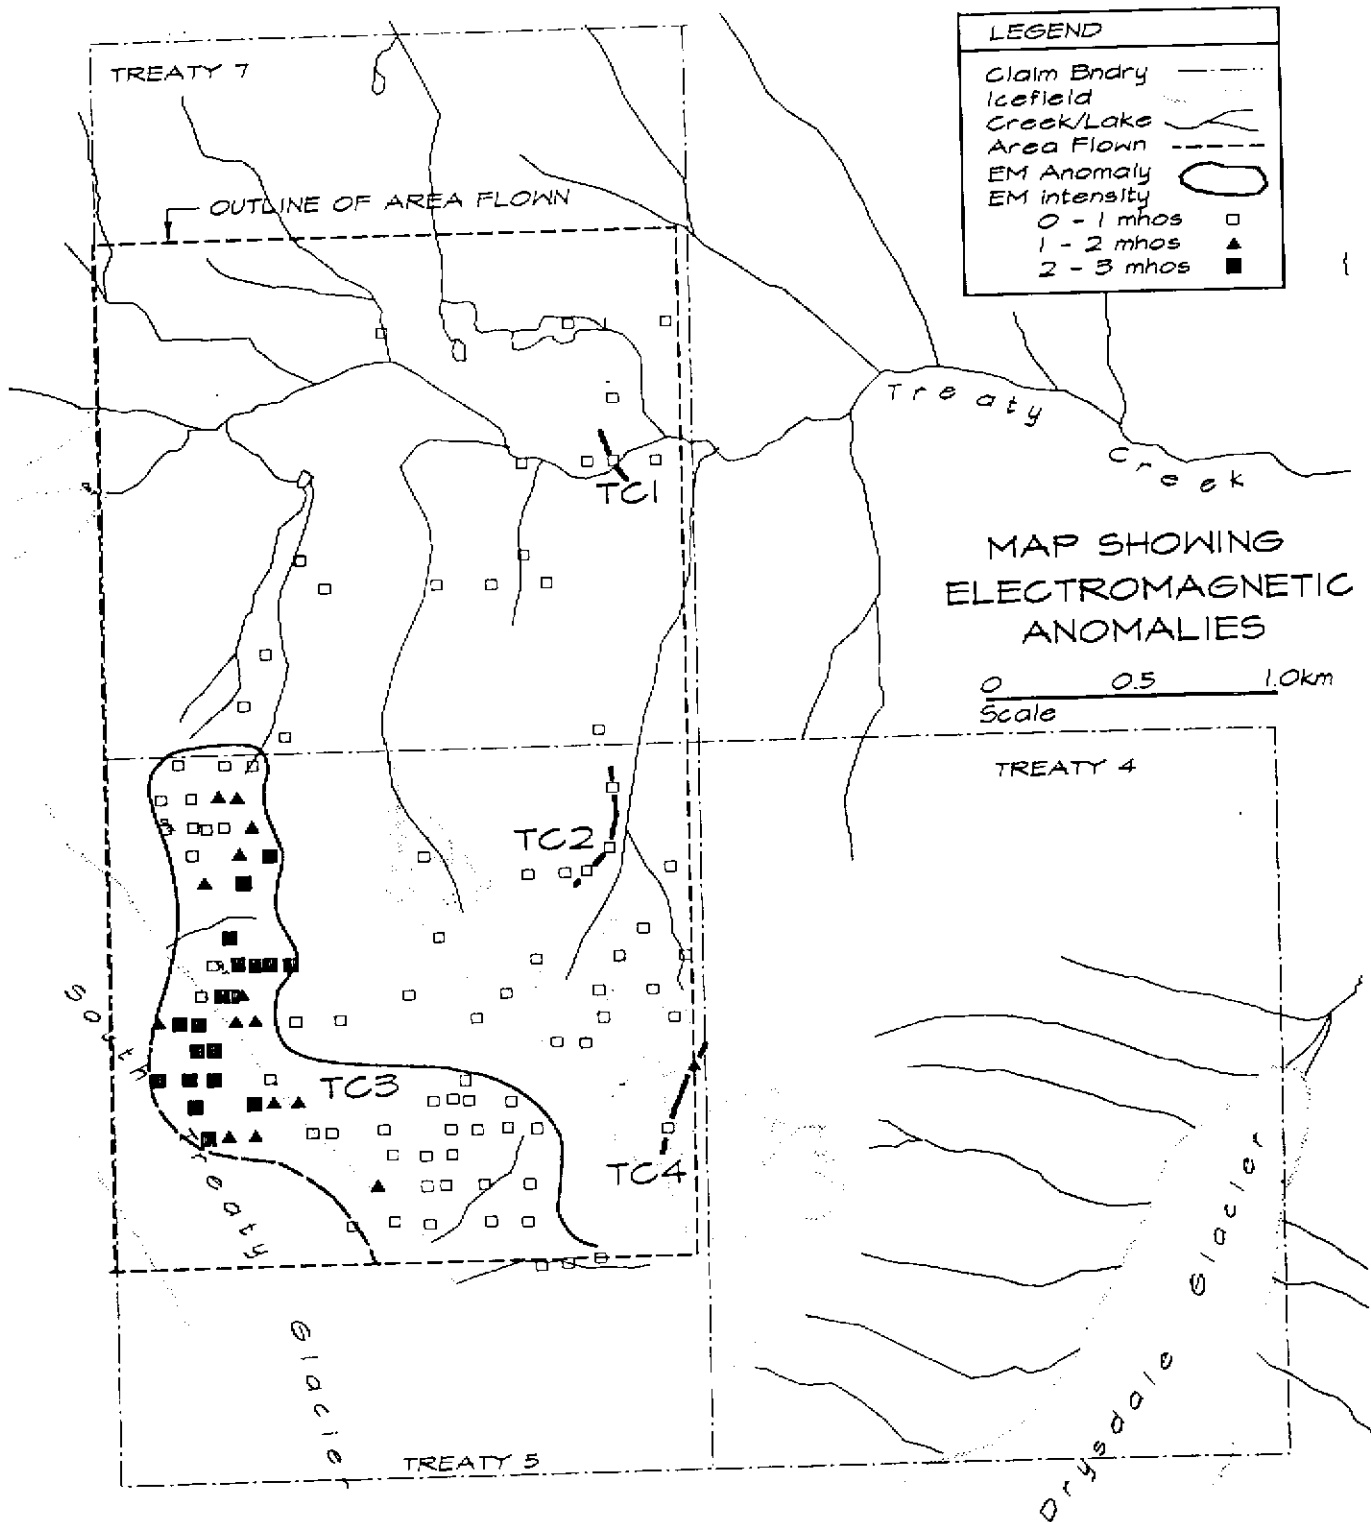 LEGEND
Claim Bndry
Icefield
Creek/Lake
Area Flown
EM Anomaly
EM intensity
0 - 1 mhos
1 - 2 mhos
2 - 3 mhos
TREATY 7
OUTLINE OF AREA FLOWN
Treaty
Creek
TC1
MAP SHOWING
ELECTROMAGNETIC
ANOMALIES
0 0.5 1.0km
Scale
TREATY 4
TC2
South
Treaty
Glacier
TC3
TC4
Drysdale Glacier
TREATY 5